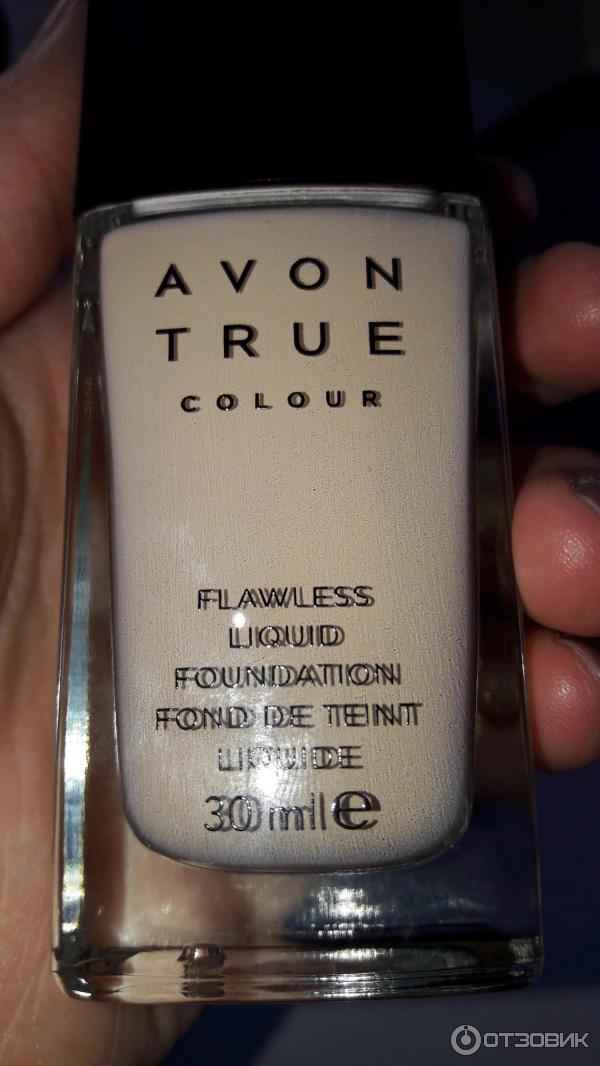 AVON
TRUE
COLOUR
FLAWLESS
LIQUID
FOUNDATION
FOND DE TEINT
LIQUIDE
30 ml e
ОТЗОВИК